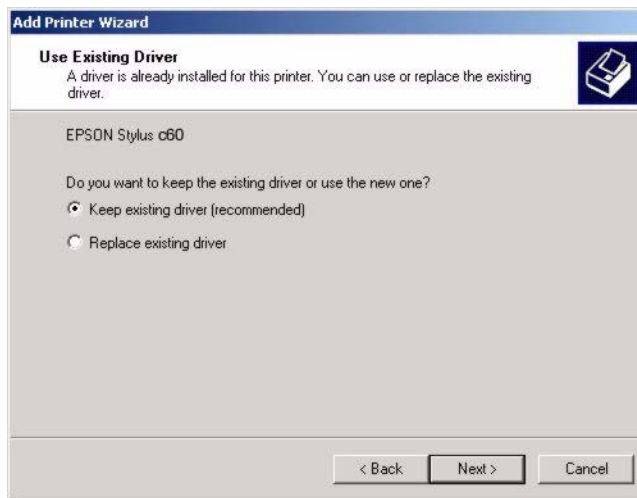 Add Printer Wizard
Use Existing Driver
A driver is already installed for this printer. You can use or replace the existing
driver.
EPSON Stylus c60
Do you want to keep the existing driver or use the new one?
Keep existing driver (recommended)
Replace existing driver
< Back Next > Cancel